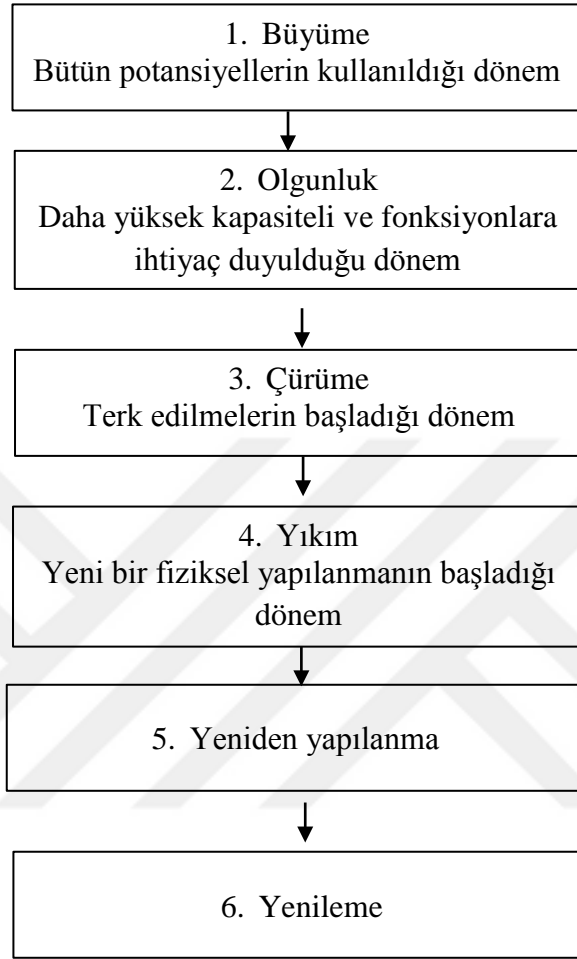 1. Büyüme
Bütün potansiyellerin kullanıldığı dönem
2. Olgunluk
Daha yüksek kapasiteli ve fonksiyonlara
ihtiyaç duyulduğu dönem
3. Çürüme
Terk edilmelerin başladığı dönem
4. Yıkım
Yeni bir fiziksel yapılanmanın başladığı
dönem
5. Yeniden yapılanma
6. Yenileme